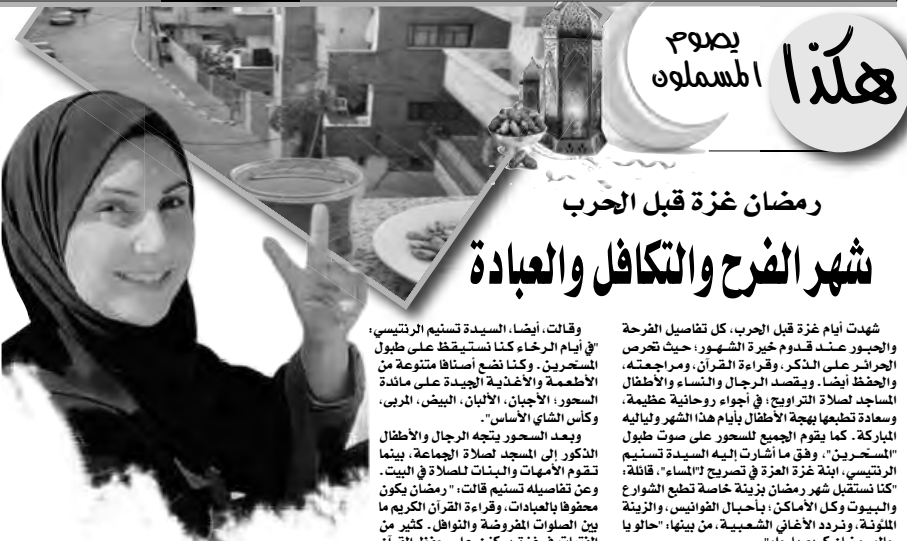 هكذا
يصوم
المسملون
رمضان غزة قبل الحرب
شهر الفرح والتكافل والعبادة
شهدت أيام غزة قبل الحرب، كل تفاصيل الفرحة
والحبور عند قدوم خيرة الشهور؛ حيث تحرص
الحرائر على الذكر، وقراءة القرآن، ومراجعته،
والحفظ أيضا. ويقصد الرجال والنساء والأطفال
المساجد لصلاة التراويح؛ في أجواء روحانية عظيمة،
وسعادة تطبعها بهجة الأطفال بأيام هذا الشهر ولياليه
المباركة. كما يقوم الجميع للسحور على صوت طبول
"المسحّرين"، وفق ما أشارت إليه السيدة تسنيم
الرنتيسي، ابنة غزة العزة في تصريح لـ"المساء"، قائلة:
"كنا نستقبل شهر رمضان بزينة خاصة تطبع الشوارع
والبيوت وكل الأماكن؛ بأحبال الفوانيس، والزينة
الملوّنة، ونردد الأغاني الشعبية، من بينها: "حالو يا
وقالت، أيضا، السيدة تسنيم الرنتيسي:
"في أيام الرخاء كنا نستيقظ على طبول
المسحّرين. وكنا نضع أصنافا متنوعة من
الأطعمة والأغذية الجيدة على مائدة
السحور؛ الأجبان، الألبان، البيض، المربى،
وكأس الشاي الأساس".
وبعد السحور يتجه الرجال والأطفال
الذكور إلى المسجد لصلاة الجماعة، بينما
تقوم الأمهات والبنات للصلاة في البيت.
وعن تفاصيله تسنيم قالت: "رمضان يكون
محفوفا بالعبادات، وقراءة القرآن الكريم ما
بين الصلوات المفروضة والنوافل. كثير من